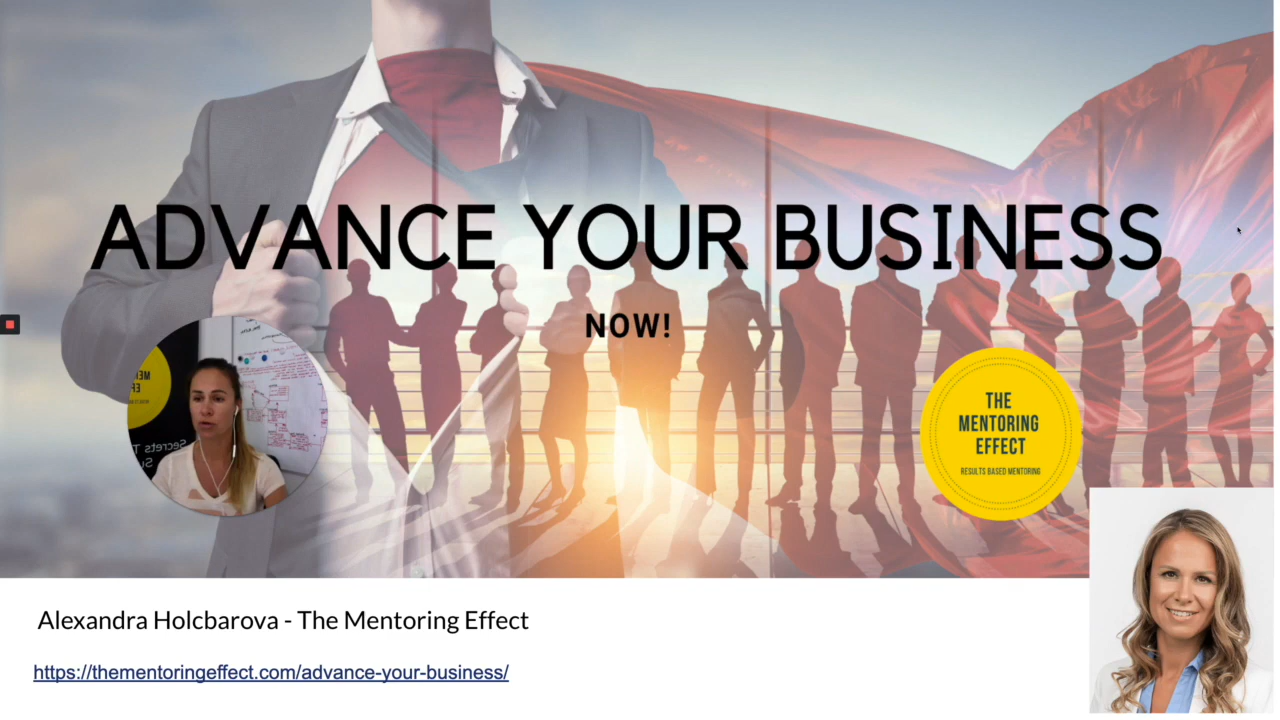 ADVANCE YOUR BUSINESS
NOW!
THE
MENTORING
EFFECT
RESULTS BASED MENTORING
Alexandra Holcbarova - The Mentoring Effect
https://thementoringeffect.com/advance-your-business/